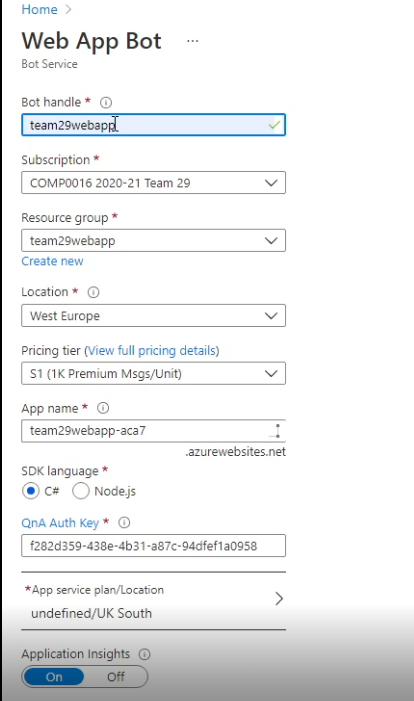 Home >
Web App Bot ...
Bot Service
Bot handle *
team29webapp
Subscription *
COMP0016 2020-21 Team 29
Resource group *
team29webapp
Create new
Location *
West Europe
Pricing tier (View full pricing details)
S1 (1K Premium Msgs/Unit)
App name *
team29webapp-aca7
.azurewebsites.net
SDK language *
C# Node.js
QnA Auth Key *
f282d359-438e-4b31-a87c-94dfef1a0958
*App service plan/Location
undefined/UK South
Application Insights
On Off